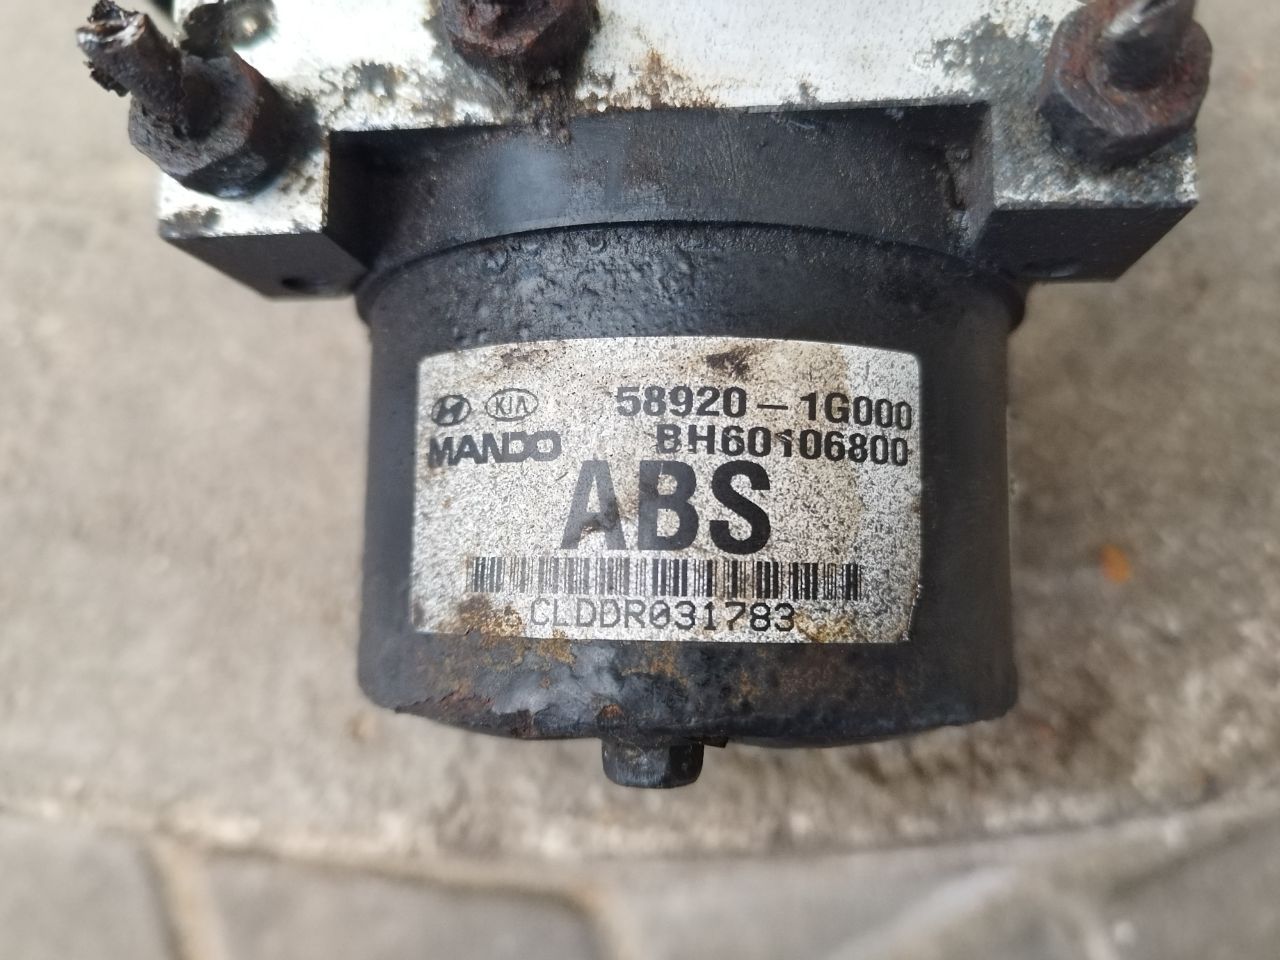 KIA 58920-1G000
MANDO BH60106800
ABS
CLDDR031783